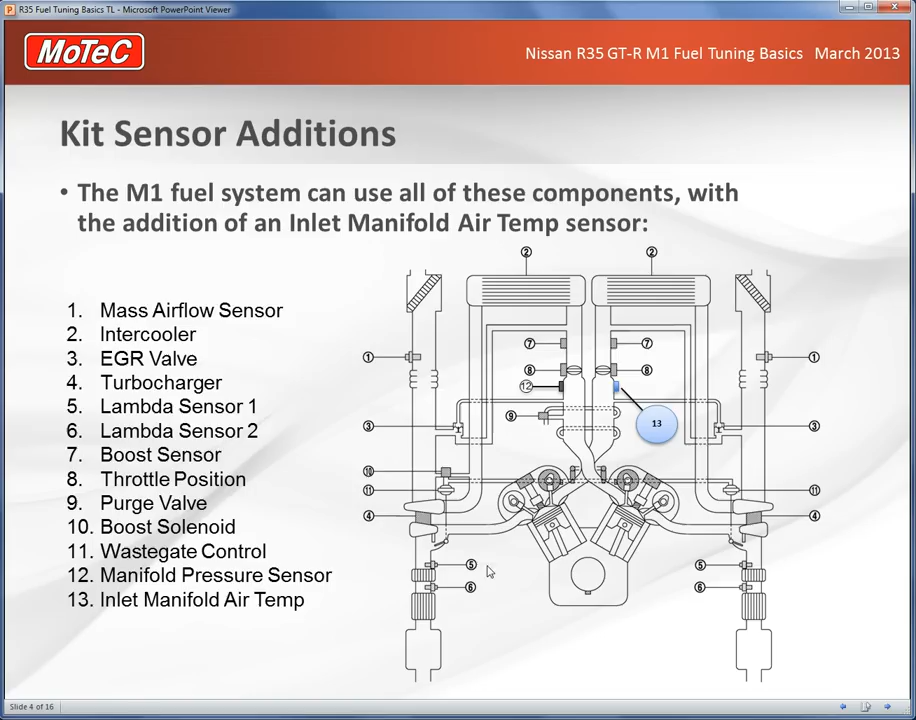 R35 Fuel Tuning Basics TL - Microsoft PowerPoint Viewer
MoTeC
Nissan R35 GT-R M1 Fuel Tuning Basics March 2013
Kit Sensor Additions
• The M1 fuel system can use all of these components, with
the addition of an Inlet Manifold Air Temp sensor:
1. Mass Airflow Sensor
2. Intercooler
3. EGR Valve
4. Turbocharger
5. Lambda Sensor 1
6. Lambda Sensor 2
7. Boost Sensor
8. Throttle Position
9. Purge Valve
10. Boost Solenoid
11. Wastegate Control
12. Manifold Pressure Sensor
13. Inlet Manifold Air Temp
2 2
7 7
1 1
8 8
12
9
13
3 3
10
11 11
4 4
5 5
6 6
Slide 4 of 16